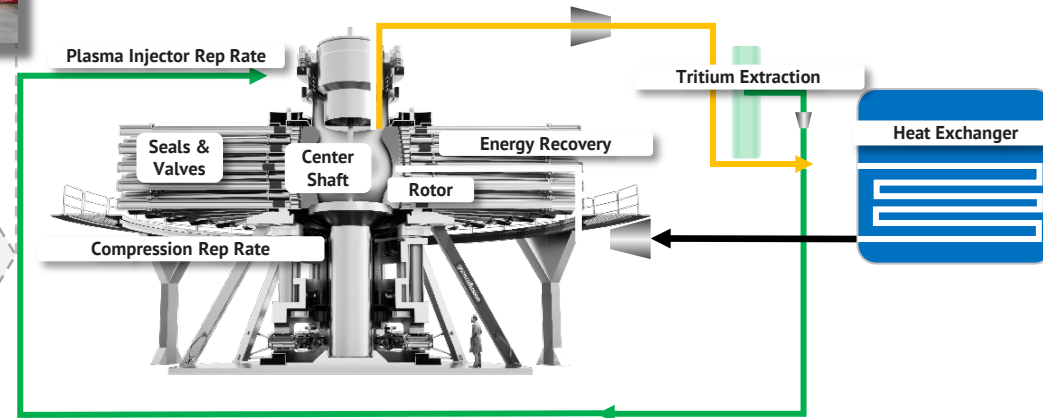 Plasma Injector Rep Rate
Tritium Extraction
Heat Exchanger
Seals &
Valves
Center
Shaft
Energy Recovery
Rotor
Compression Rep Rate